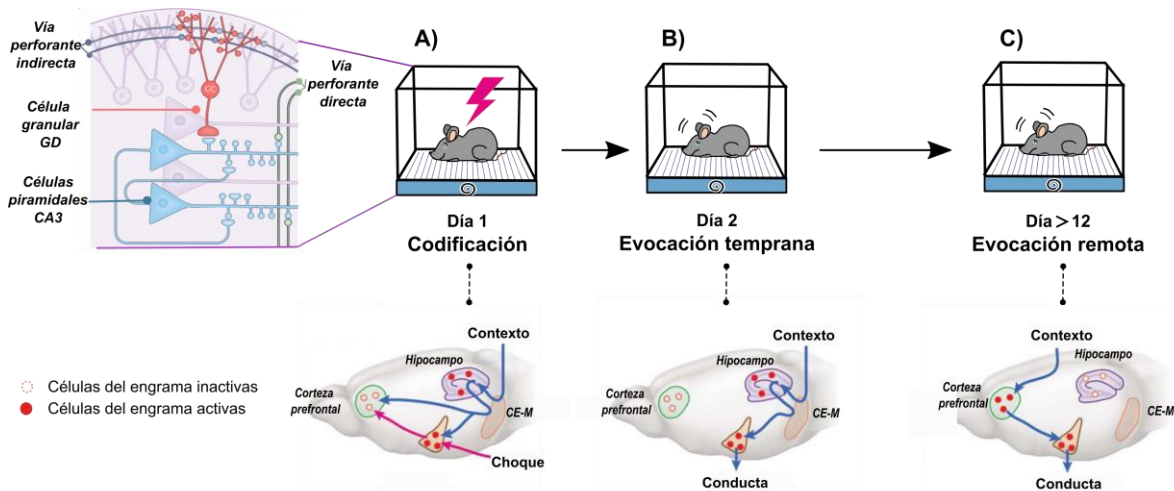 Vía
perforante
indirecta
Célula
granular
GD
Células
piramidales
CA3
GC
Vía
perforante
directa
A)
B)
C)
Día 1
Codificación
Día 2
Evocación temprana
Día > 12
Evocación remota
Células del engrama inactivas
Células del engrama activas
Contexto
Hipocampo
Corteza
prefrontal
CE-M
Choque
Contexto
Hipocampo
Corteza
prefrontal
CE-M
Conducta
Contexto
Hipocampo
Corteza
prefrontal
CE-M
Conducta